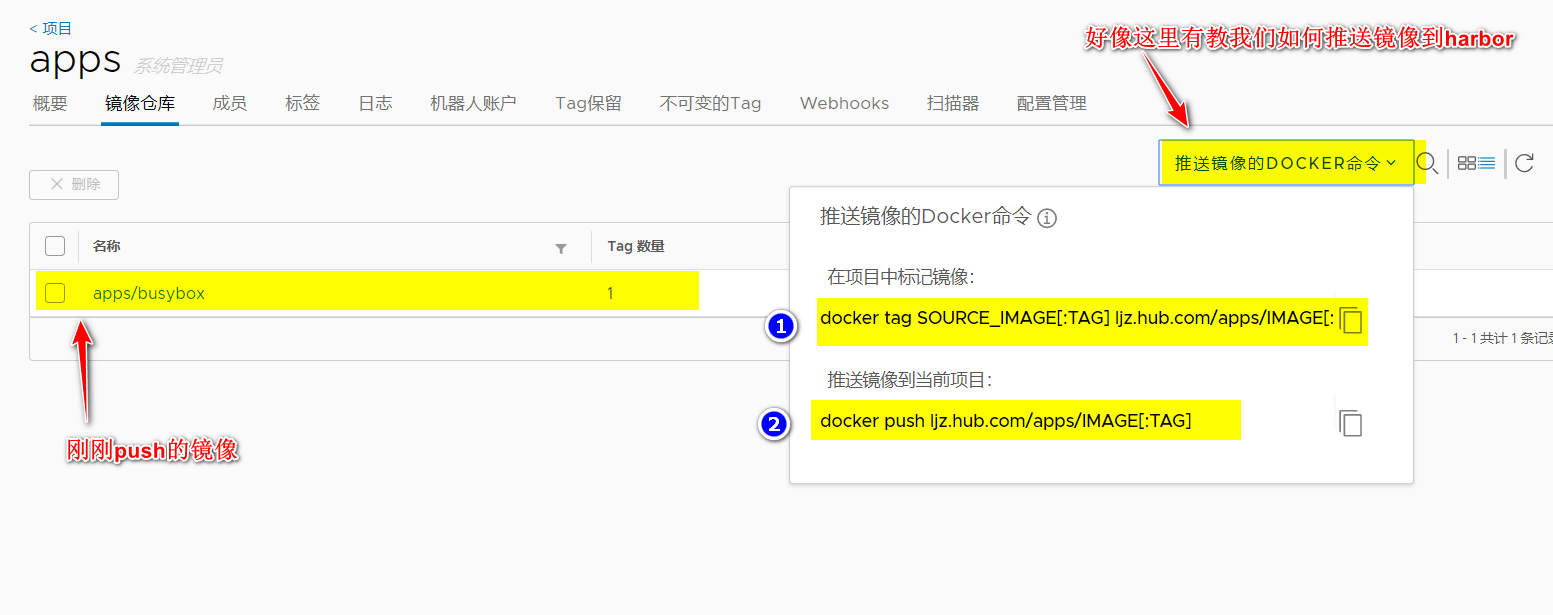 < 项目
好像这里有教我们如何推送镜像到harbor
apps 系统管理员
概要 镜像仓库 成员 标签 日志 机器人账户 Tag保留 不可变的Tag Webhooks 扫描器 配置管理
推送镜像的DOCKER命令
× 删除
推送镜像的Docker命令
名称 Tag 数量
在项目中标记镜像:
apps/busybox 1
1 docker tag SOURCE_IMAGE[:TAG] ljz.hub.com/apps/IMAGE[:
1 - 1 共计 1 条记
推送镜像到当前项目:
2 docker push ljz.hub.com/apps/IMAGE[:TAG]
刚刚push的镜像